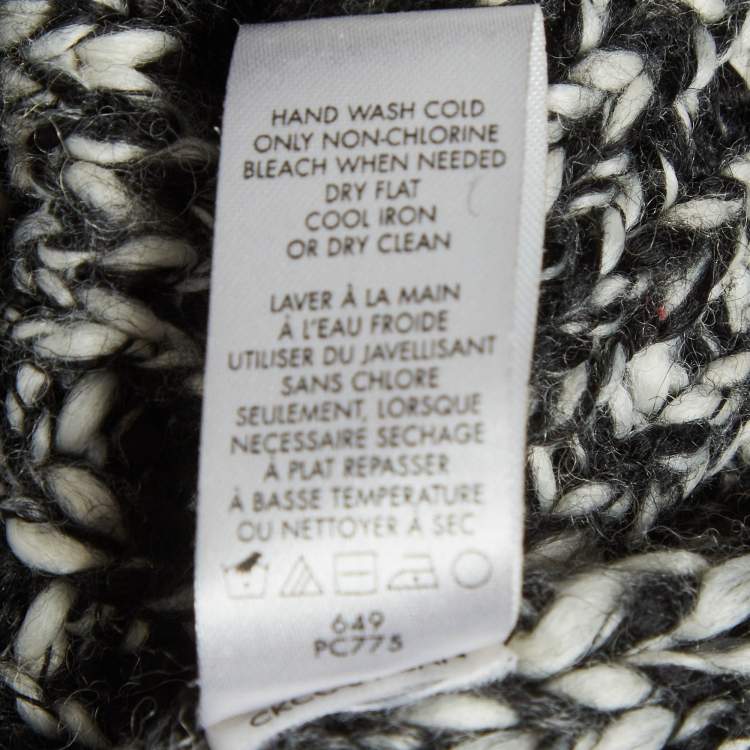 HAND WASH COLD
ONLY NON-CHLORINE
BLEACH WHEN NEEDED
DRY FLAT
COOL IRON
OR DRY CLEAN
LAVER À LA MAIN
À L'EAU FROIDE
UTILISER DU JAVELLISANT
SANS CHLORE
SEULEMENT, LORSQUE
NECESSAIRE SECHAGE
À PLAT REPASSER
À BASSE TEMPERATURE
OU NETTOYER À SEC
649
PC775